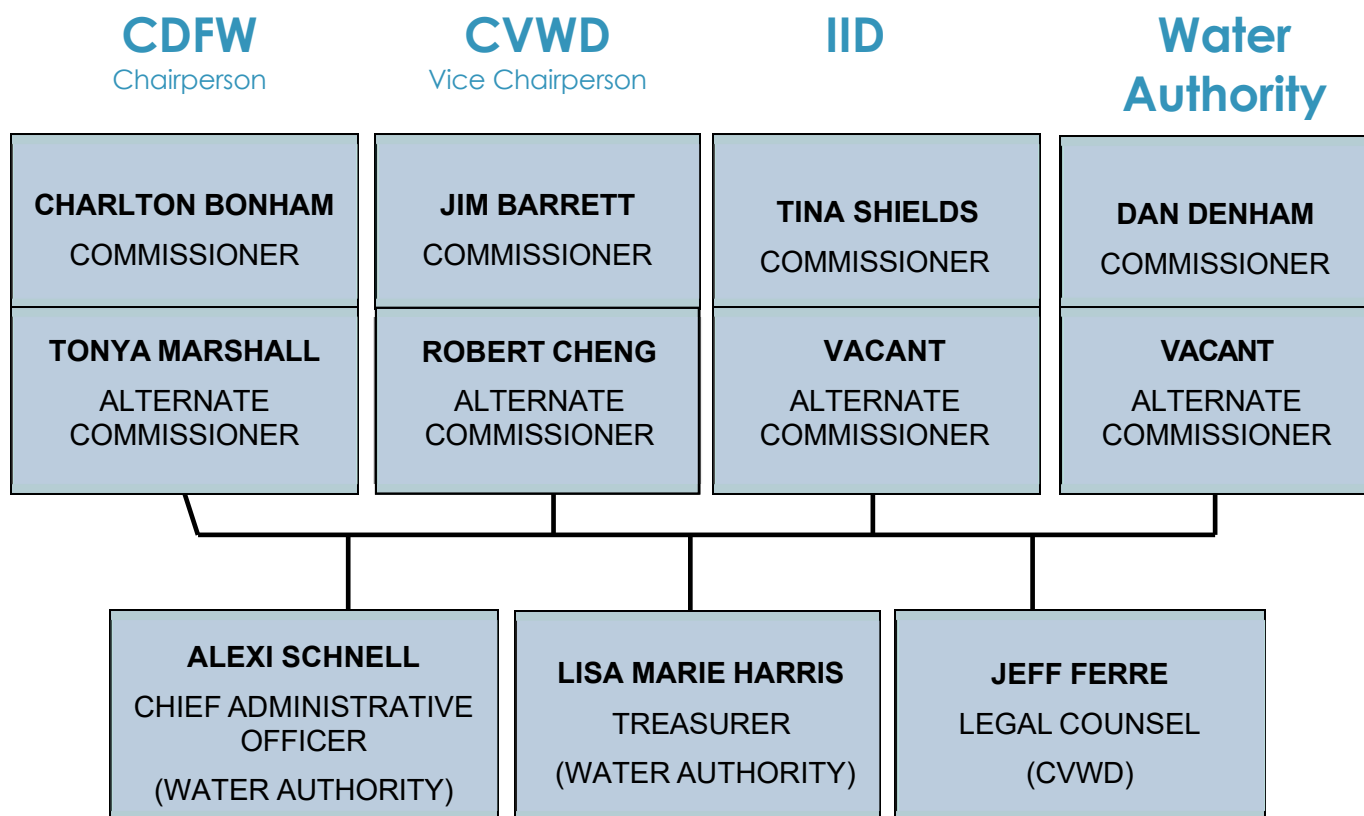 CDFW
Chairperson
CVWD
Vice Chairperson
IID
Water
Authority
CHARLTON BONHAM
COMMISSIONER
JIM BARRETT
COMMISSIONER
TINA SHIELDS
COMMISSIONER
DAN DENHAM
COMMISSIONER
TONYA MARSHALL
ALTERNATE
COMMISSIONER
ROBERT CHENG
ALTERNATE
COMMISSIONER
VACANT
ALTERNATE
COMMISSIONER
VACANT
ALTERNATE
COMMISSIONER
ALEXI SCHNELL
CHIEF ADMINISTRATIVE
OFFICER
(WATER AUTHORITY)
LISA MARIE HARRIS
TREASURER
(WATER AUTHORITY)
JEFF FERRE
LEGAL COUNSEL
(CVWD)